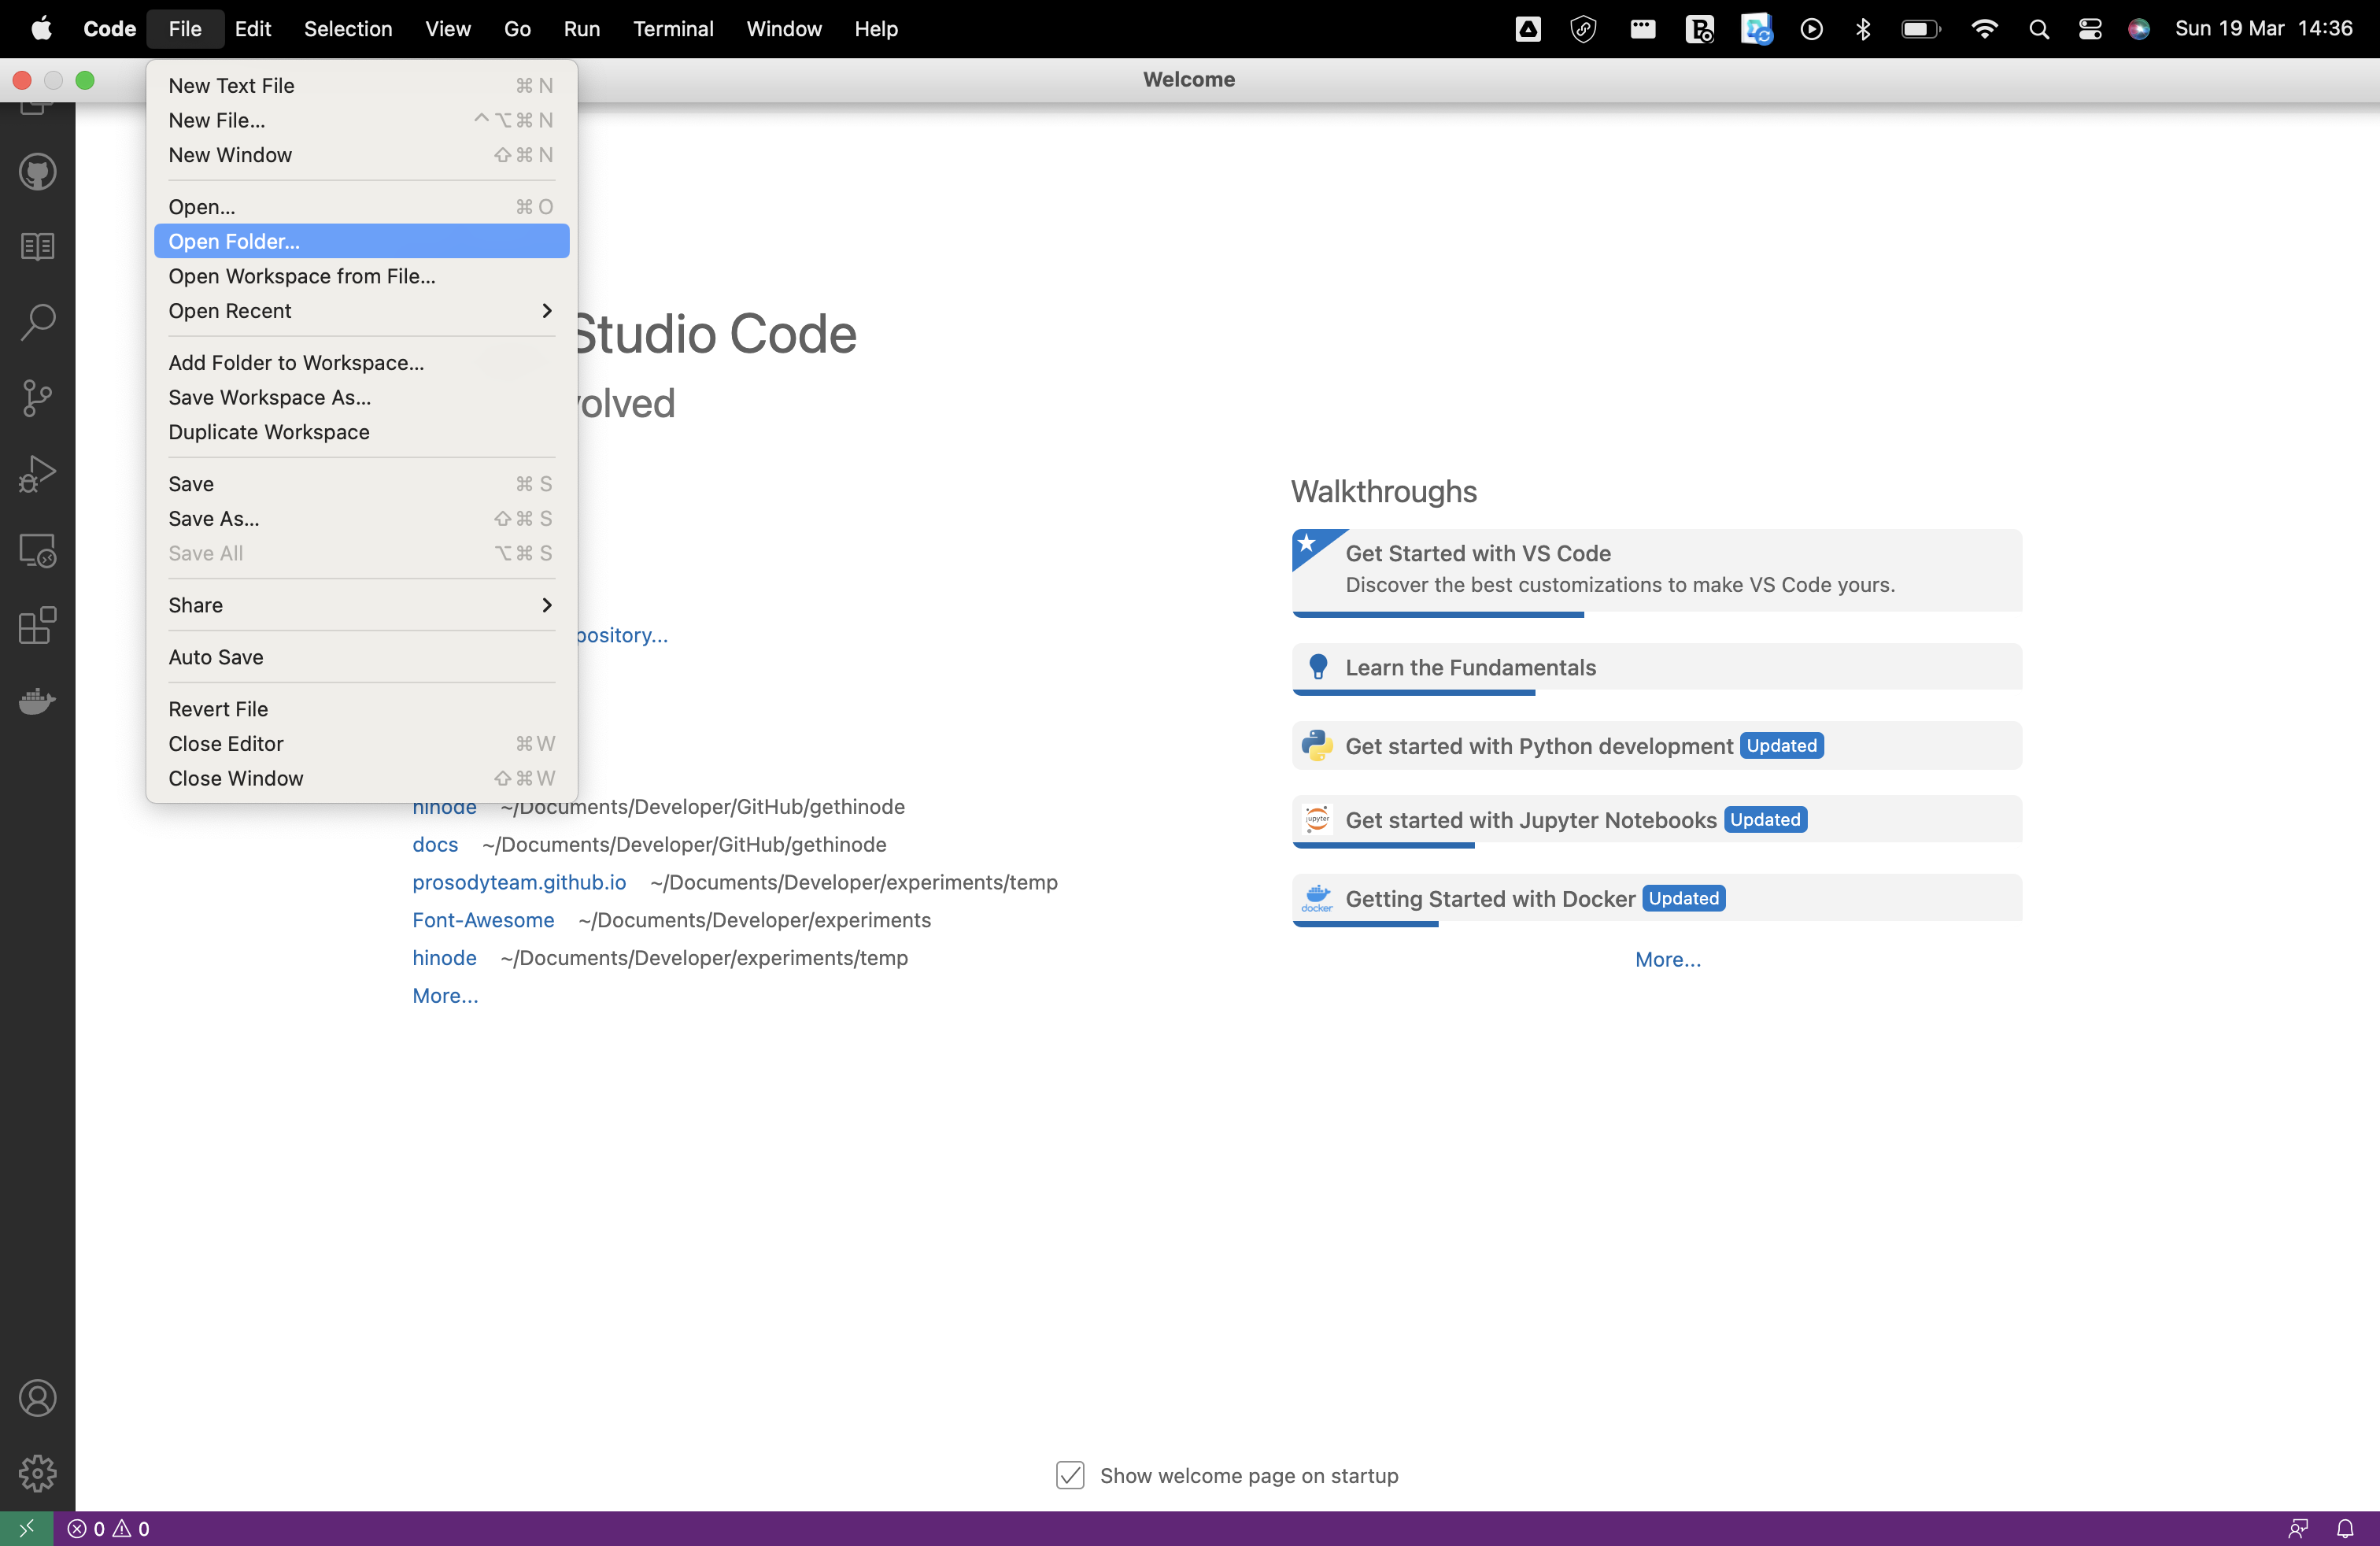 Code File Edit Selection View Go Run Terminal Window Help Sun 19 Mar 14:36
Welcome
New Text File ⌘ N
New File... ^ ⌥ ⌘ N
New Window ⇧ ⌘ N
Open... ⌘ O
Open Folder...
Open Workspace from File...
Open Recent
Add Folder to Workspace...
Save Workspace As...
Duplicate Workspace
Save ⌘ S
Save As... ⇧ ⌘ S
Save All ⌥ ⌘ S
Share
Auto Save
Revert File
Close Editor ⌘ W
Close Window ⇧ ⌘ W
Studio Code
volved
pository...
hinode ~/Documents/Developer/GitHub/gethinode
docs ~/Documents/Developer/GitHub/gethinode
prosodyteam.github.io ~/Documents/Developer/experiments/temp
Font-Awesome ~/Documents/Developer/experiments
hinode ~/Documents/Developer/experiments/temp
More...
Walkthroughs
Get Started with VS Code
Discover the best customizations to make VS Code yours.
Learn the Fundamentals
Get started with Python development Updated
jupyter
Get started with Jupyter Notebooks Updated
docker
Getting Started with Docker Updated
More...
Show welcome page on startup
0 0